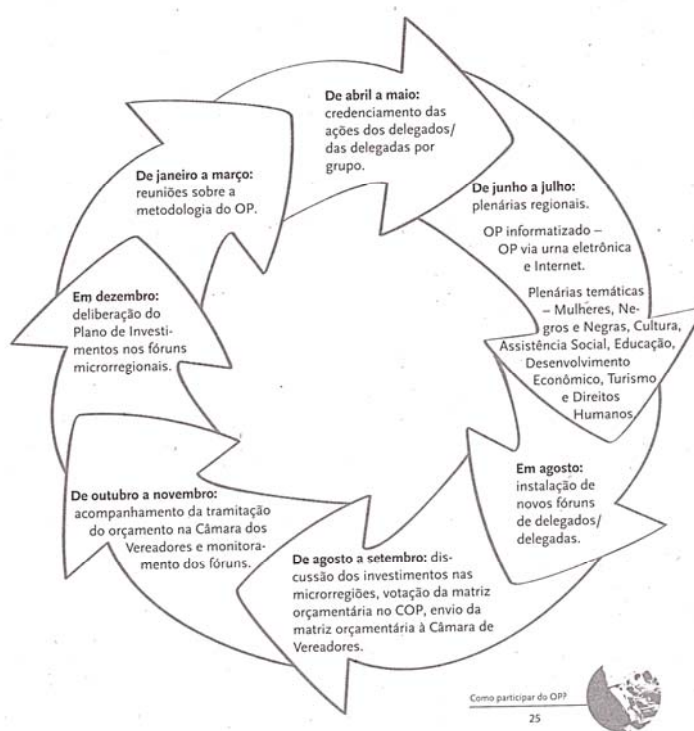 De abril a maio:
credenciamento das
ações dos delegados/
das delegadas por
grupo.
De junho a julho:
plenárias regionais.
OP informatizado –
OP via urna eletrônica
e Internet.
Plenárias temáticas
– Mulheres, Ne-
gros e Negras, Cultura,
Assistência Social, Educação,
Desenvolvimento
Econômico, Turismo
e Direitos
Humanos
Em agosto:
instalação de
novos fóruns
de delegados/
delegadas.
De agosto a setembro: dis-
cussão dos investimentos nas
microrregiões, votação da matriz
orçamentária no COP, envio da
matriz orçamentária à Câmara de
Vereadores.
De outubro a novembro:
acompanhamento da tramitação
do orçamento na Câmara dos
Vereadores e monitora-
mento dos fóruns.
Em dezembro:
deliberação do
Plano de Investi-
mentos nos fóruns
microrregionais.
De janeiro a março:
reuniões sobre a
metodologia do OP.
Como participar do OP?
25